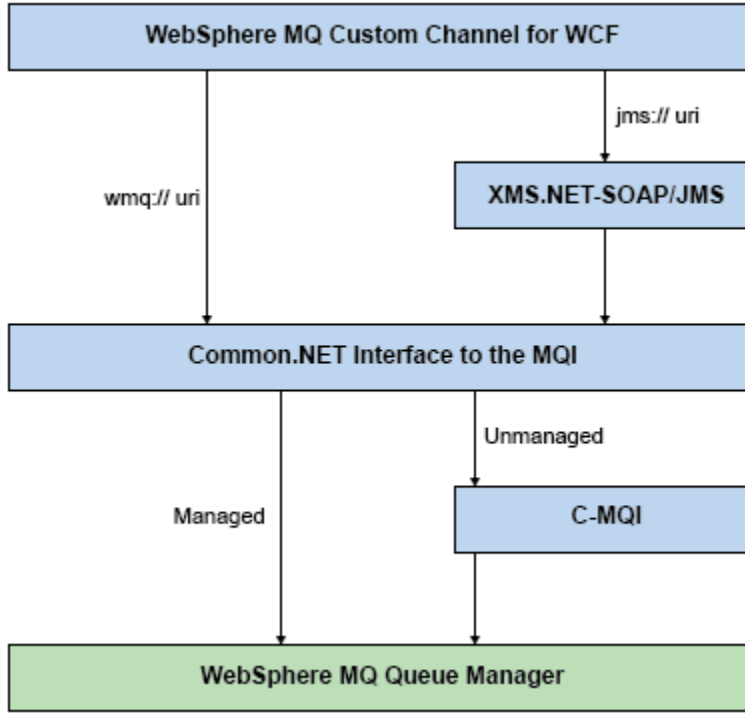 WebSphere MQ Custom Channel for WCF
jms:// uri
wmq:// uri
XMS.NET-SOAP/JMS
Common.NET Interface to the MQI
Unmanaged
Managed
C-MQI
WebSphere MQ Queue Manager